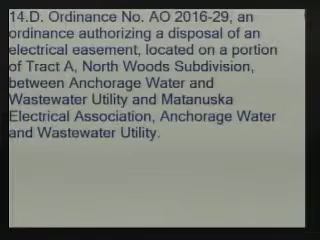 14.D. Ordinance No. AO 2016-29, an
ordinance authorizing a disposal of an
electrical easement, located on a portion
of Tract A, North Woods Subdivision,
between Anchorage Water and
Wastewater Utility and Matanuska
Electrical Association, Anchorage Water
and Wastewater Utility.